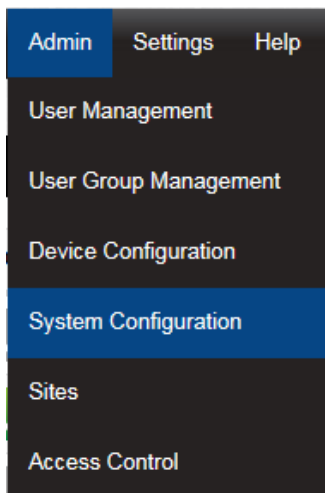 Admin Settings Help
User Management
User Group Management
Device Configuration
System Configuration
Sites
Access Control